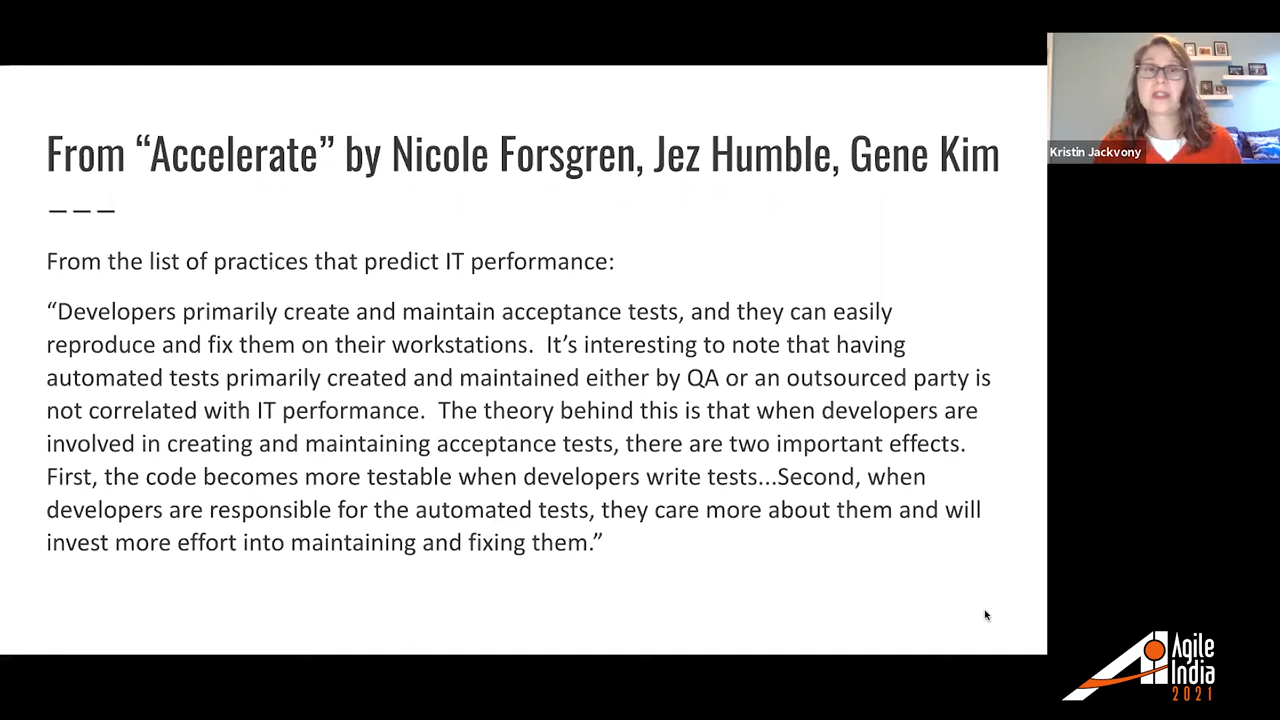 From “Accelerate” by Nicole Forsgren, Jez Humble, Gene Kim
From the list of practices that predict IT performance:
“Developers primarily create and maintain acceptance tests, and they can easily
reproduce and fix them on their workstations.  It’s interesting to note that having
automated tests primarily created and maintained either by QA or an outsourced party is
not correlated with IT performance.  The theory behind this is that when developers are
involved in creating and maintaining acceptance tests, there are two important effects.
First, the code becomes more testable when developers write tests...Second, when
developers are responsible for the automated tests, they care more about them and will
invest more effort into maintaining and fixing them.”
Kristin Jackvony
Agile
India
2021